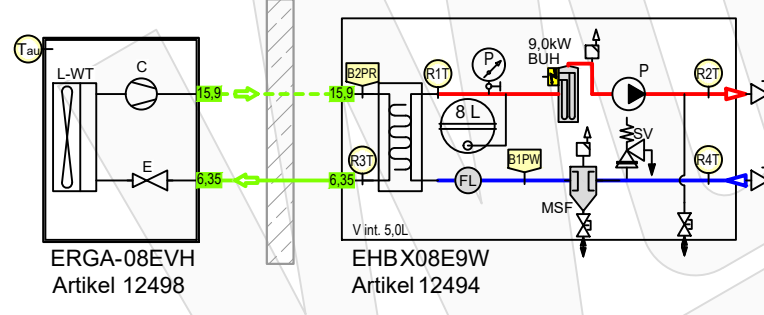 Tau
L-WT
C
E
15,9
6,35
15,9
6,35
B2PR
R3T
R1T
P
8 L
9,0kW
BUH
P
R2T
FL
B1PW
MSF
SV
R4T
V int. 5,0L
ERGA-08EVH
Artikel 12498
EHBX08E9W
Artikel 12494